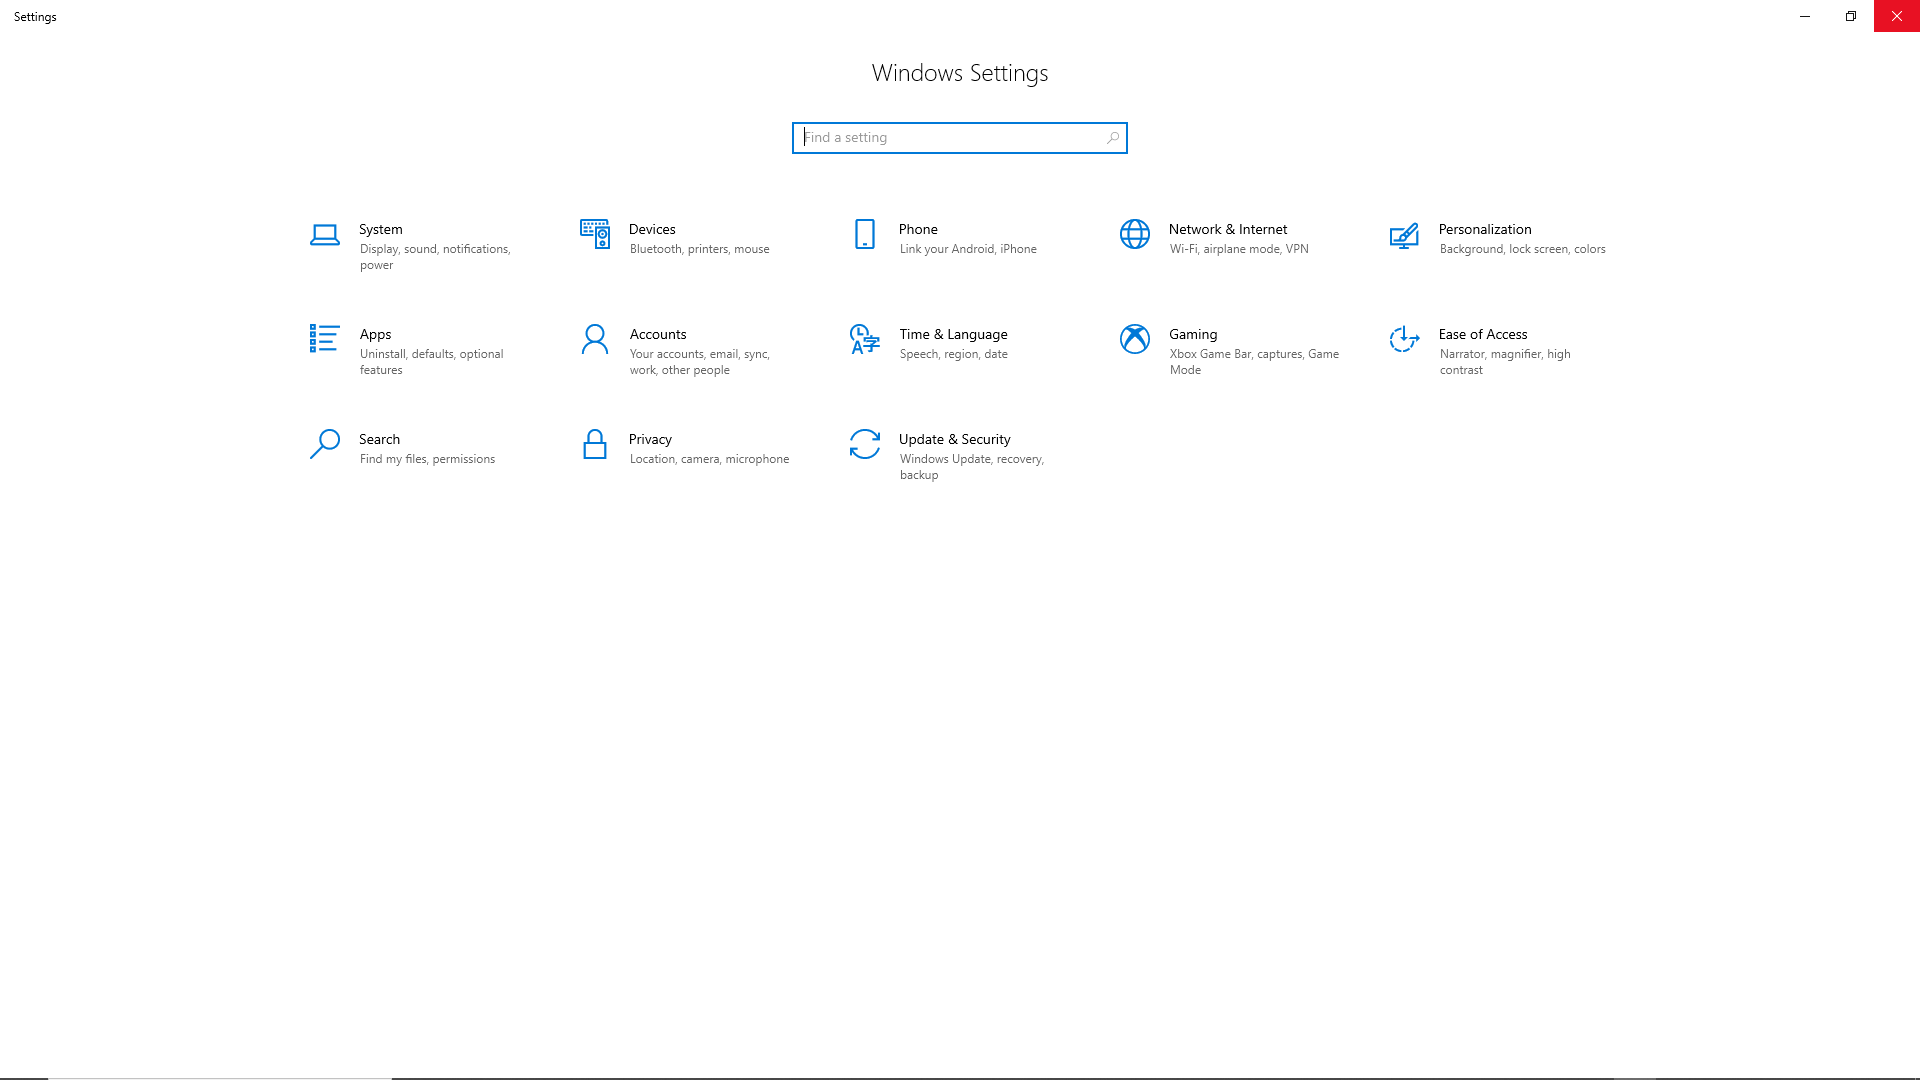 Settings
Windows Settings
Find a setting
System
Display, sound, notifications,
power
Devices
Bluetooth, printers, mouse
Phone
Link your Android, iPhone
Network & Internet
Wi-Fi, airplane mode, VPN
Personalization
Background, lock screen, colors
Apps
Uninstall, defaults, optional
features
Accounts
Your accounts, email, sync,
work, other people
Time & Language
Speech, region, date
Gaming
Xbox Game Bar, captures, Game
Mode
Ease of Access
Narrator, magnifier, high
contrast
Search
Find my files, permissions
Privacy
Location, camera, microphone
Update & Security
Windows Update, recovery,
backup